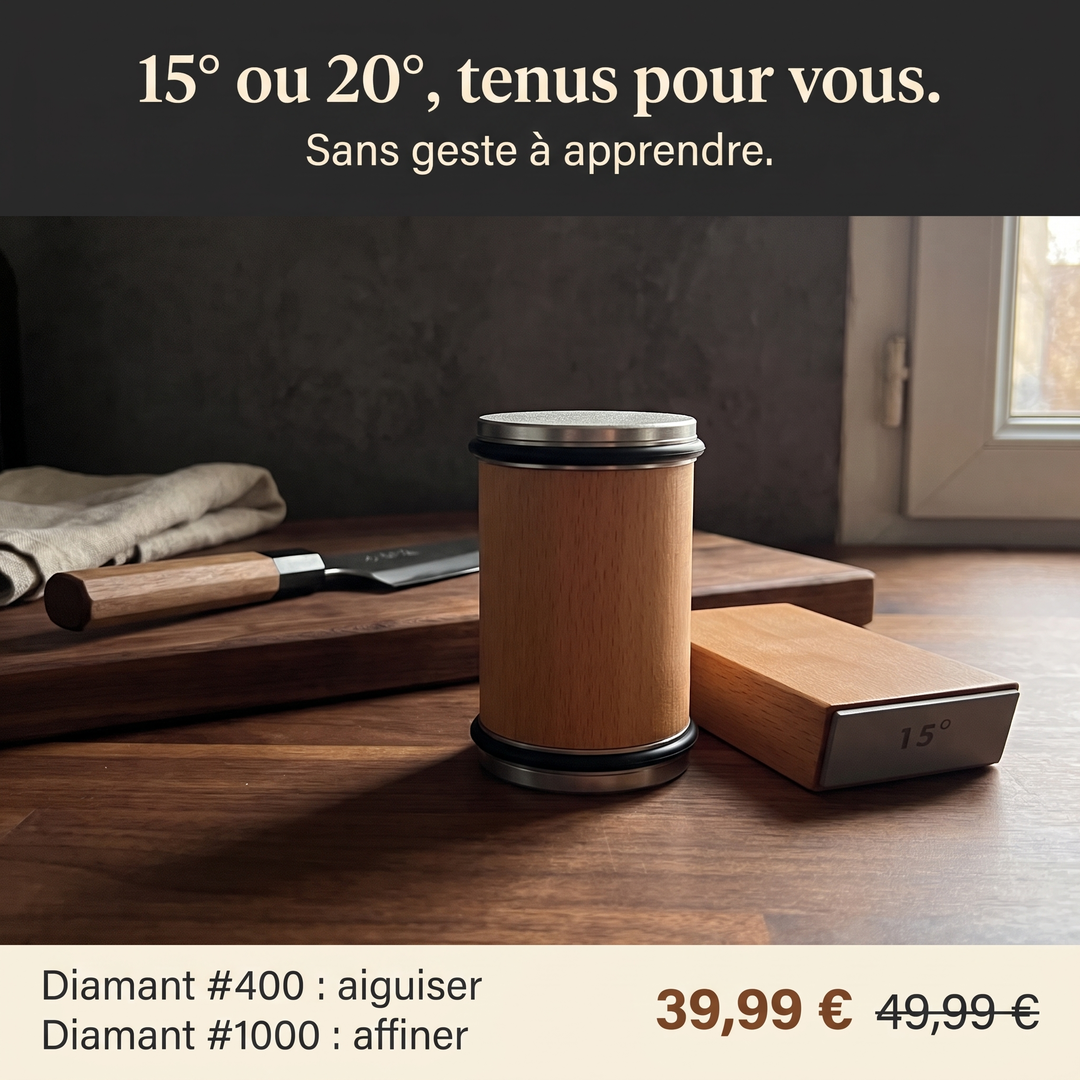 15° ou 20°, tenus pour vous.
Sans geste à apprendre.
15°
Diamant #400 : aiguiser
Diamant #1000 : affiner
39,99 € 49,99 €